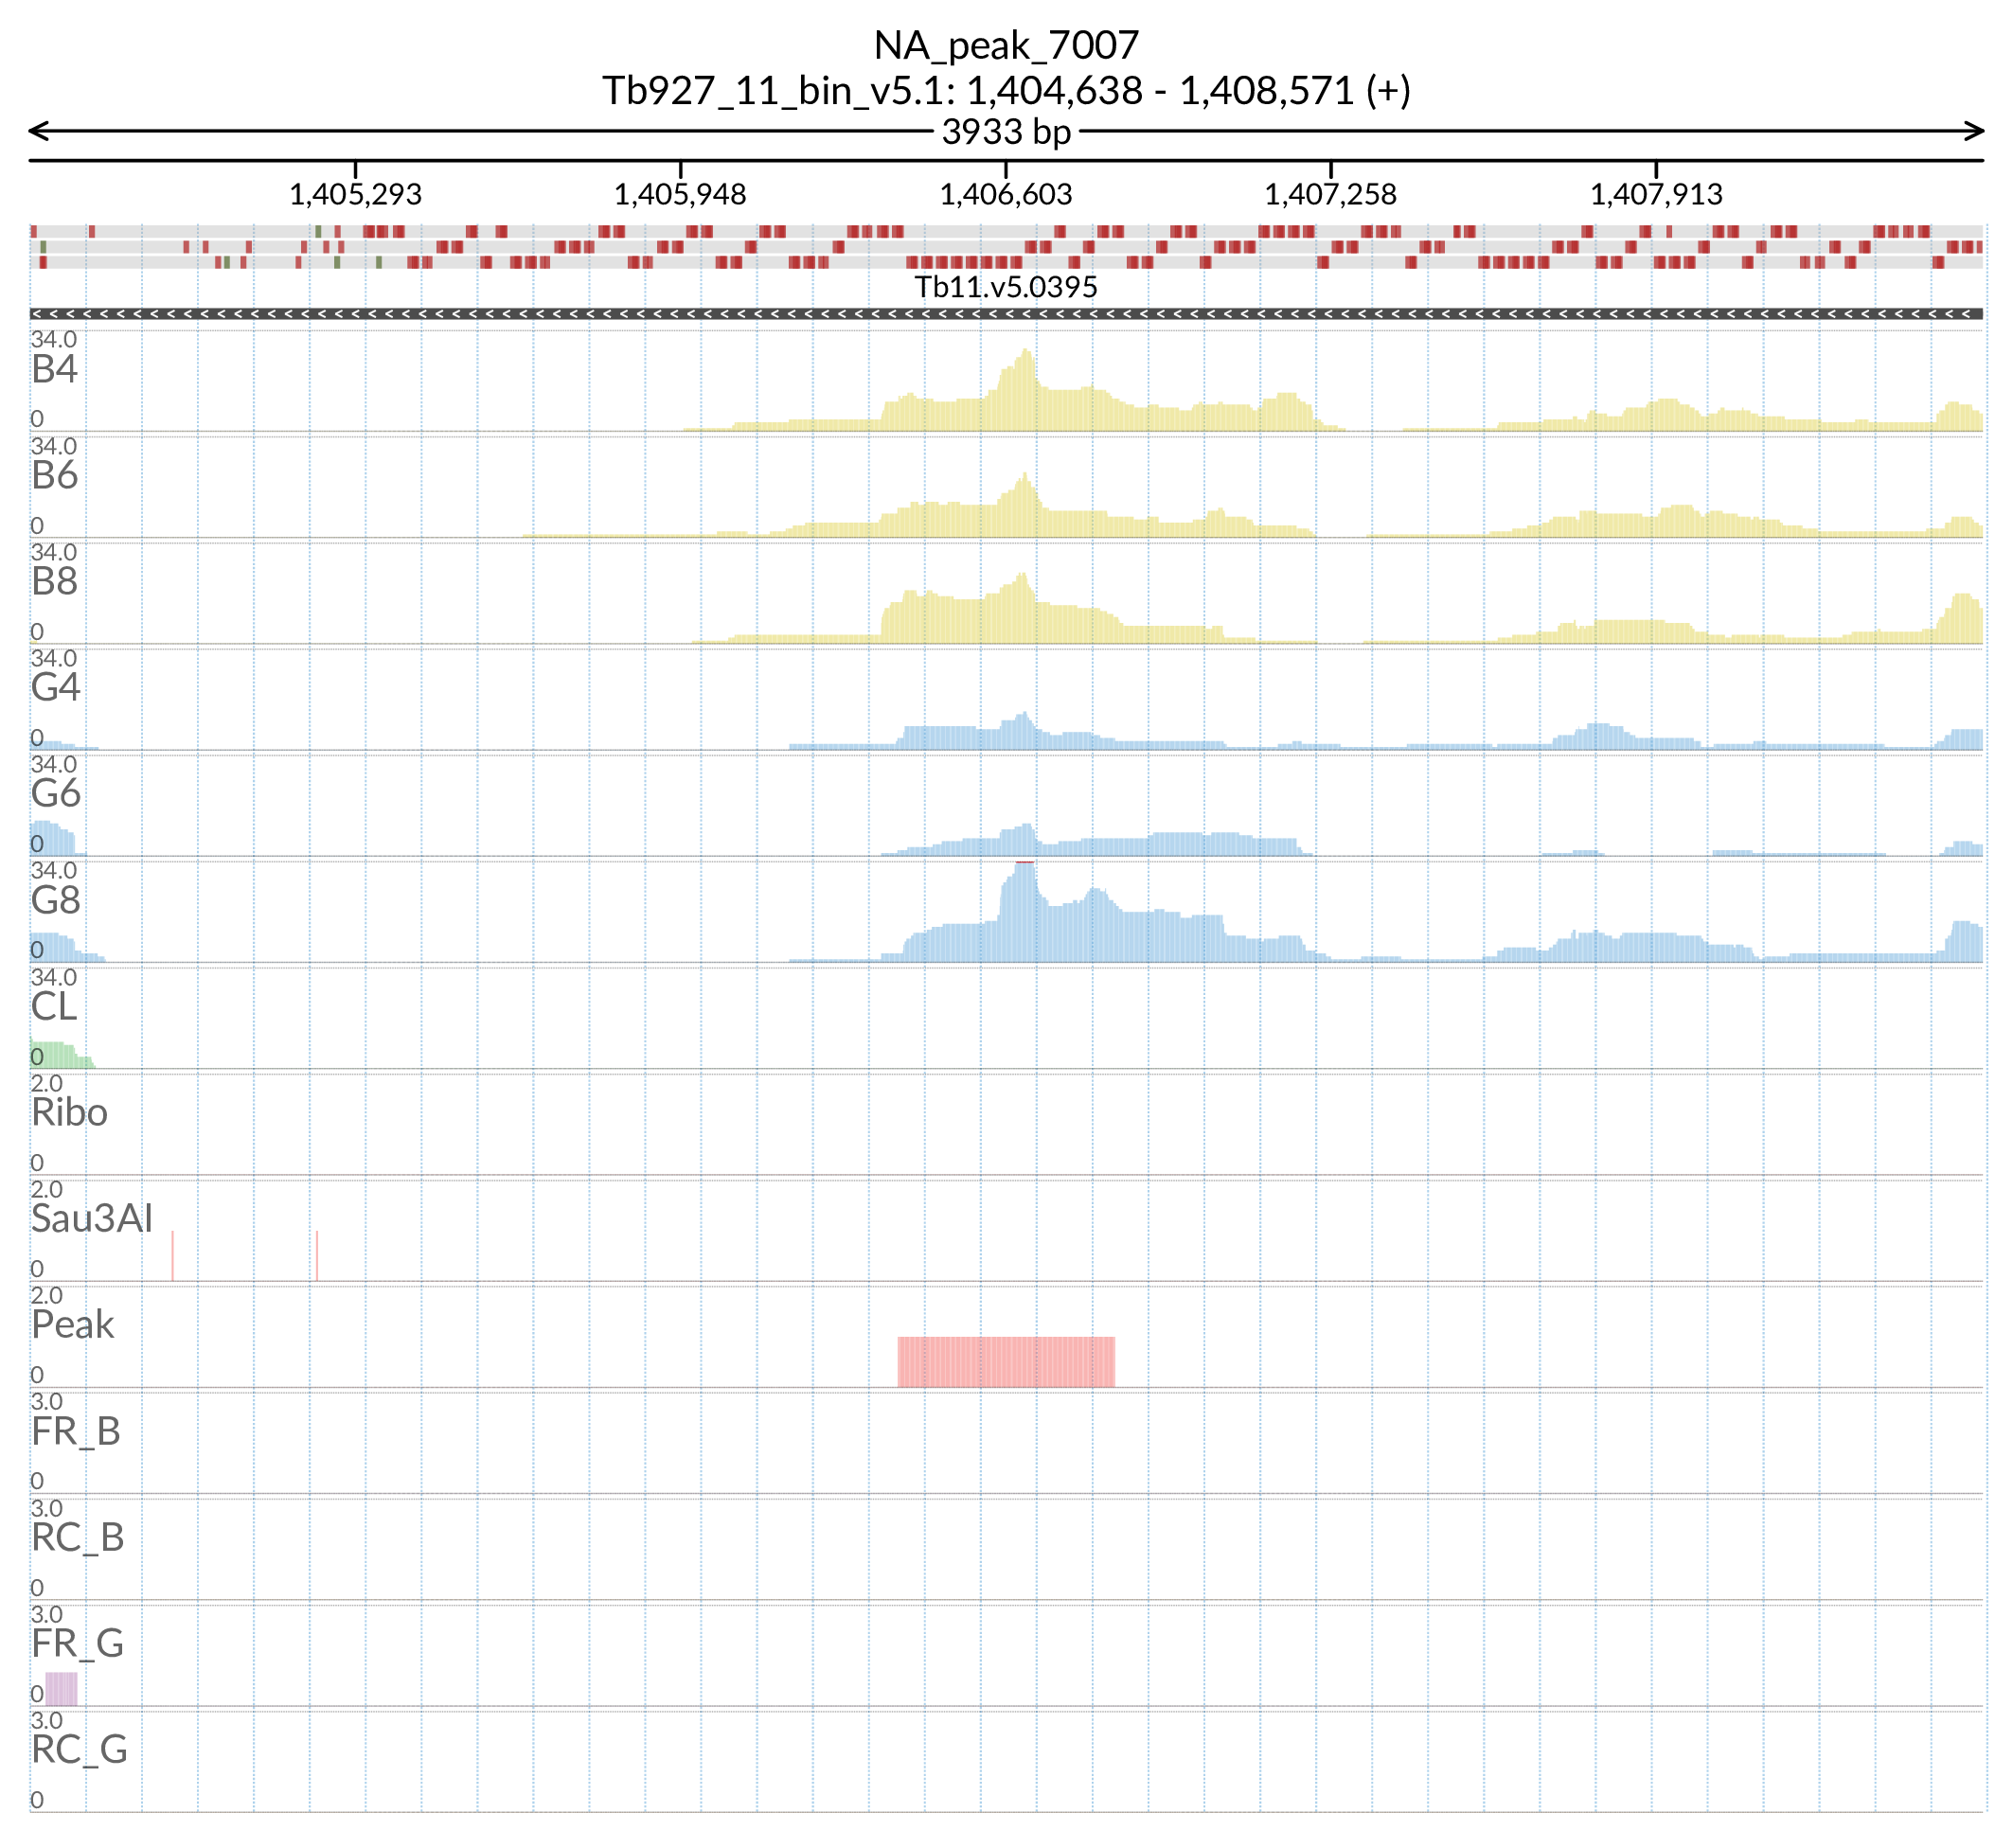 NA_peak_7007
Tb927_11_bin_v5.1: 1,404,638 - 1,408,571 (+)
3933 bp
1,405,293 1,405,948 1,406,603 1,407,258 1,407,913
Tb11.v5.0395
34.0
B4
0
34.0
B6
0
34.0
B8
0
34.0
G4
0
34.0
G6
0
34.0
G8
0
34.0
CL
0
2.0
Ribo
0
2.0
Sau3AI
0
2.0
Peak
0
3.0
FR_B
0
3.0
RC_B
0
3.0
FR_G
0
3.0
RC_G
0